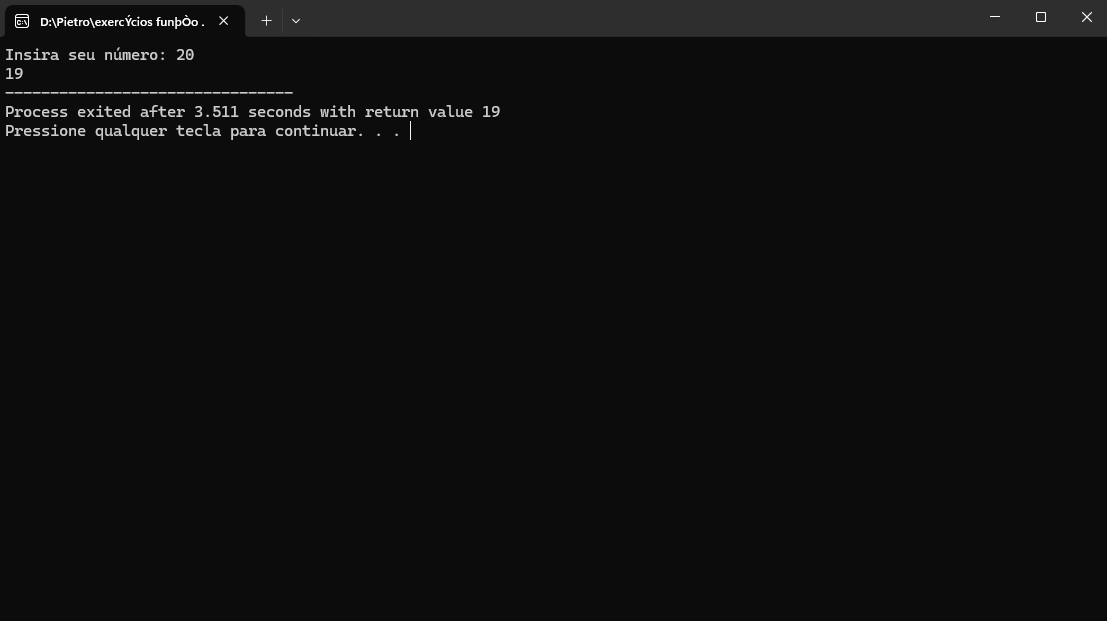 D:\Pietro\exercÝcios funþÒo .
Insira seu número: 20
19
--------------------------------
Process exited after 3.511 seconds with return value 19
Pressione qualquer tecla para continuar. . .